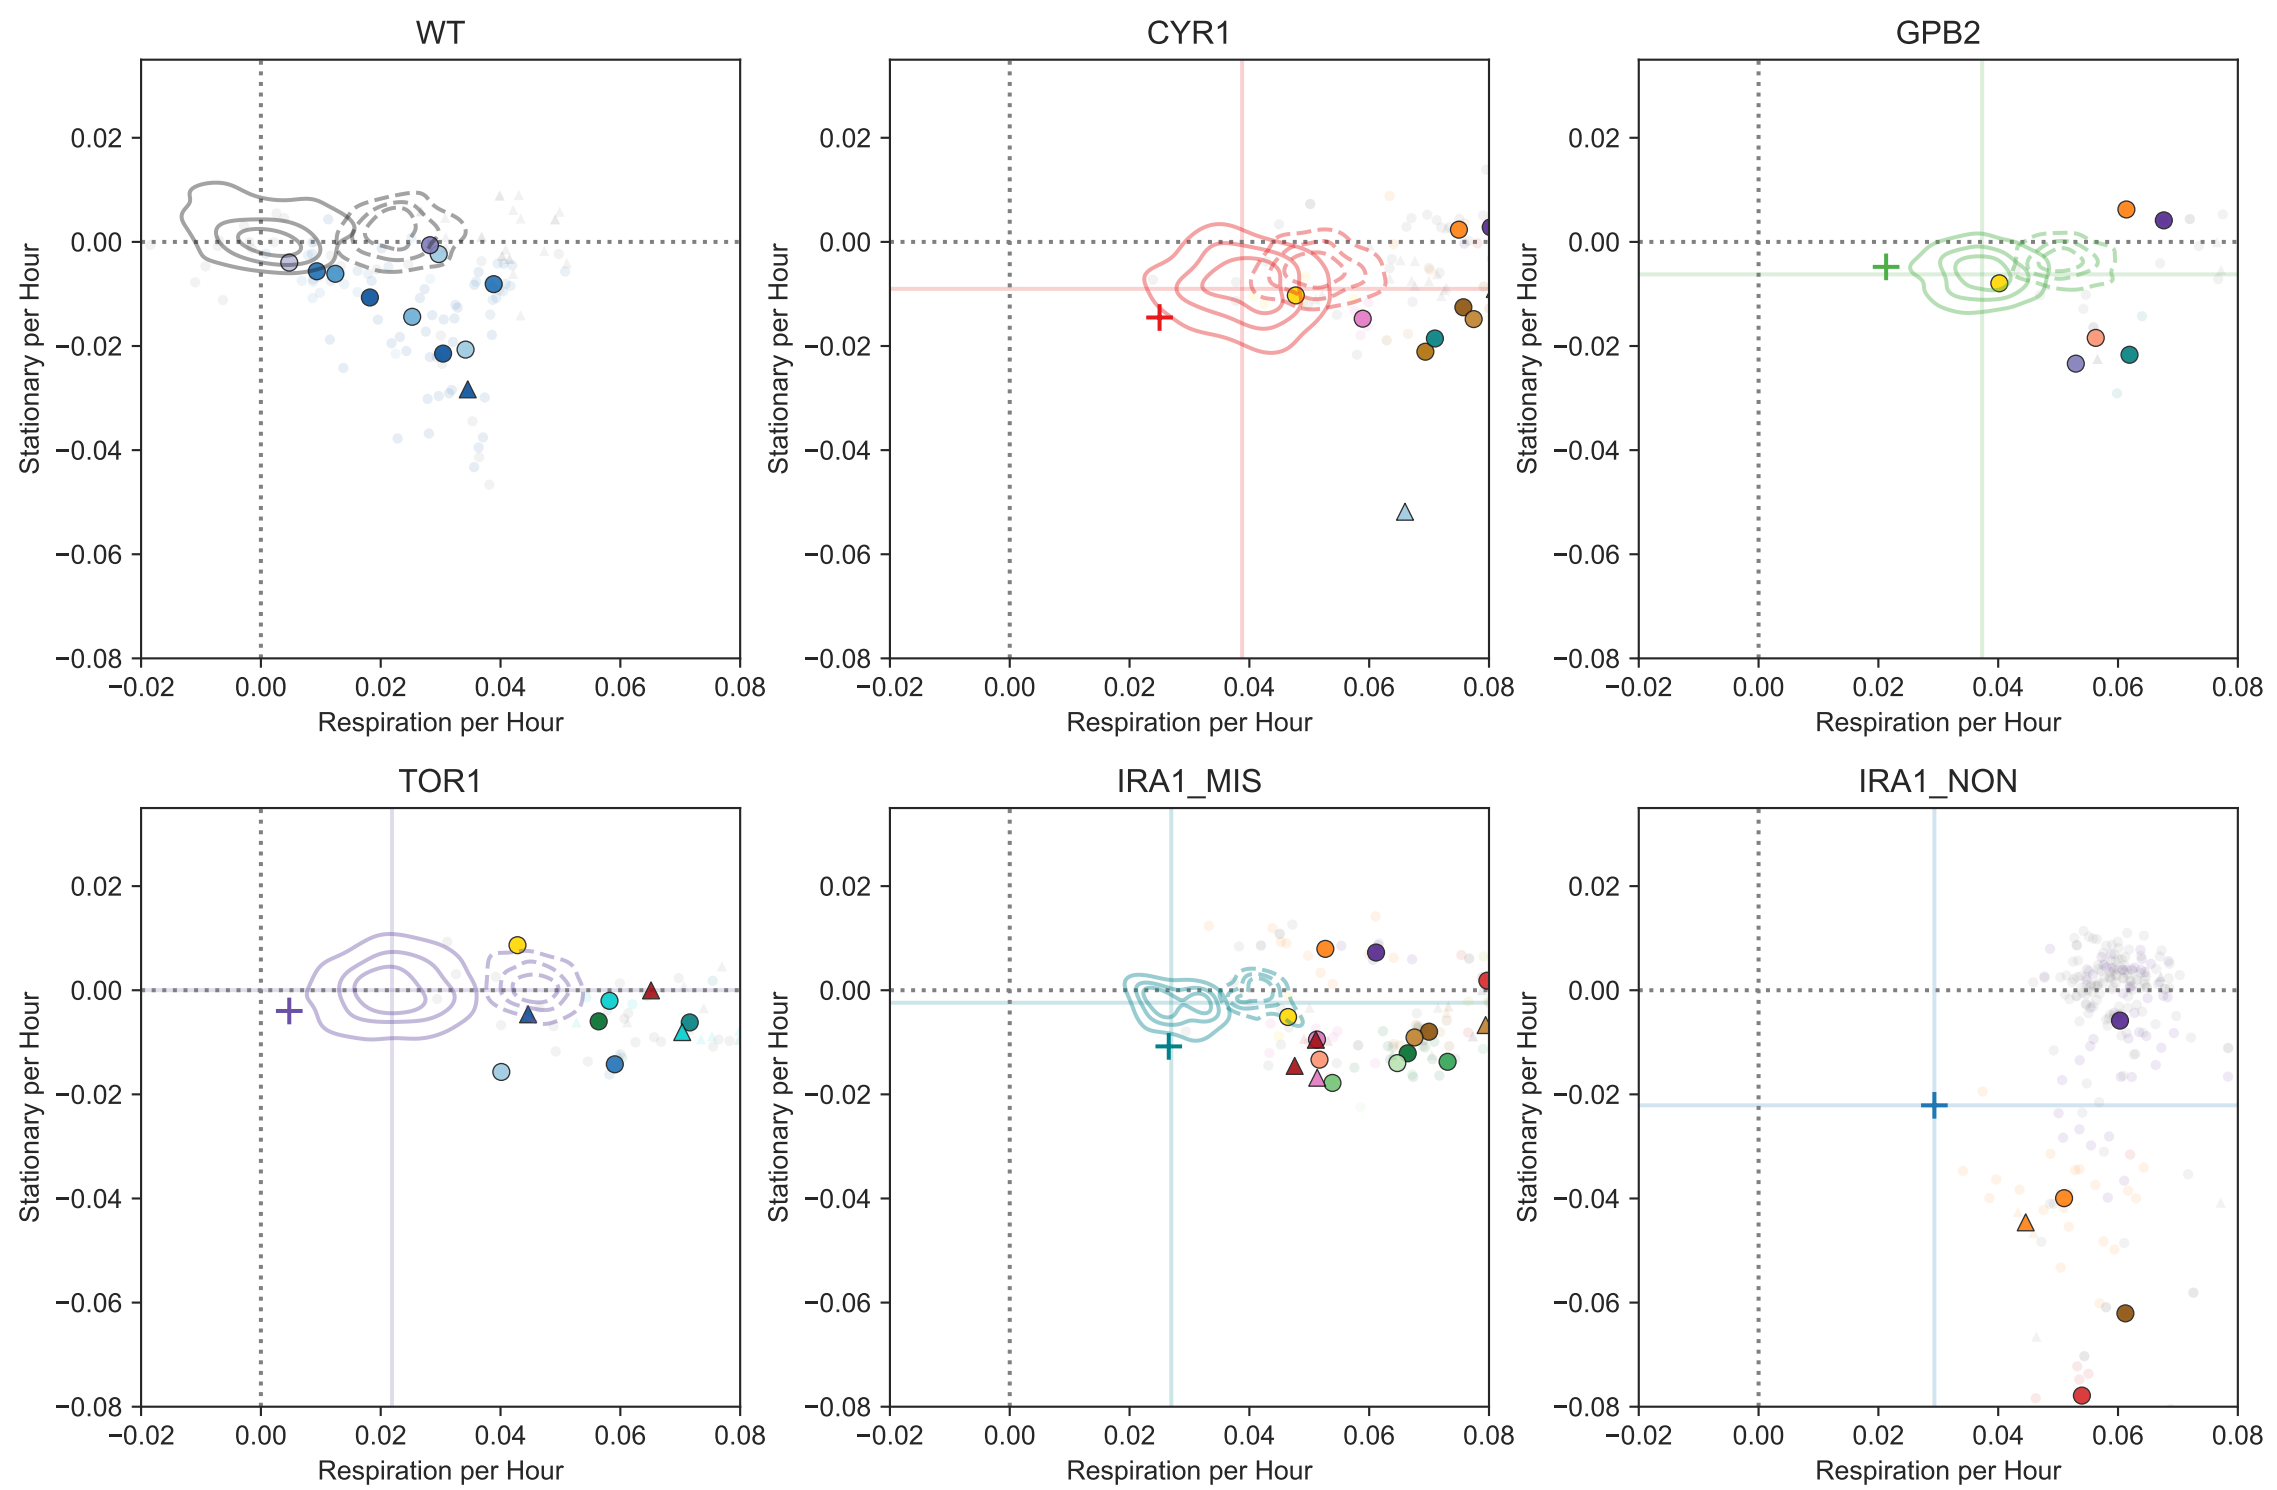 WT
CYR1
GPB2
0.02 0.02 0.02
0.00 0.00 0.00
−0.02 −0.02 −0.02
−0.04 −0.04 −0.04
−0.06 −0.06 −0.06
−0.08 −0.08 −0.08
Stationary per Hour
Stationary per Hour
Stationary per Hour
−0.02 0.00 0.02 0.04 0.06 0.08
−0.02 0.00 0.02 0.04 0.06 0.08
−0.02 0.00 0.02 0.04 0.06 0.08
Respiration per Hour
Respiration per Hour
Respiration per Hour
TOR1
IRA1_MIS
IRA1_NON
0.02 0.02 0.02
0.00 0.00 0.00
−0.02 −0.02 −0.02
−0.04 −0.04 −0.04
−0.06 −0.06 −0.06
−0.08 −0.08 −0.08
Stationary per Hour
Stationary per Hour
Stationary per Hour
−0.02 0.00 0.02 0.04 0.06 0.08
−0.02 0.00 0.02 0.04 0.06 0.08
−0.02 0.00 0.02 0.04 0.06 0.08
Respiration per Hour
Respiration per Hour
Respiration per Hour